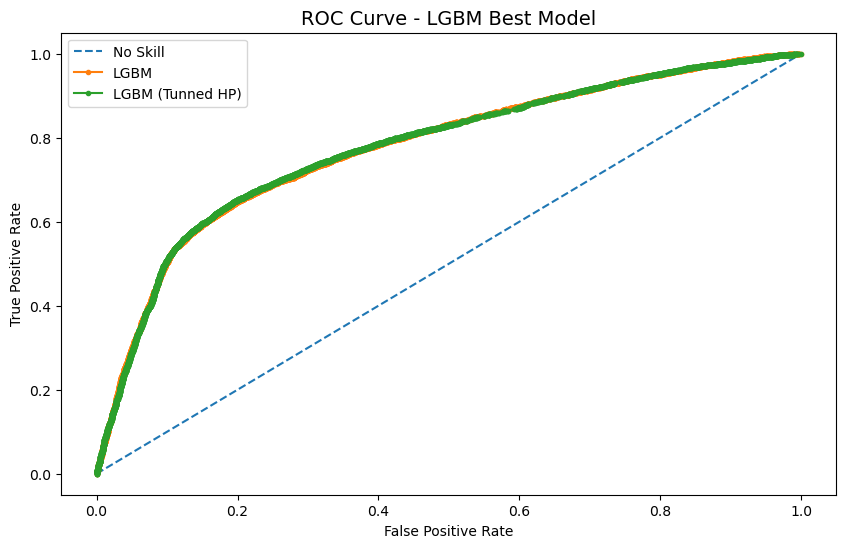 ROC Curve - LGBM Best Model
No Skill
LGBM
LGBM (Tunned HP)
True Positive Rate
1.0
0.8
0.6
0.4
0.2
0.0
0.0 0.2 0.4 0.6 0.8 1.0
False Positive Rate